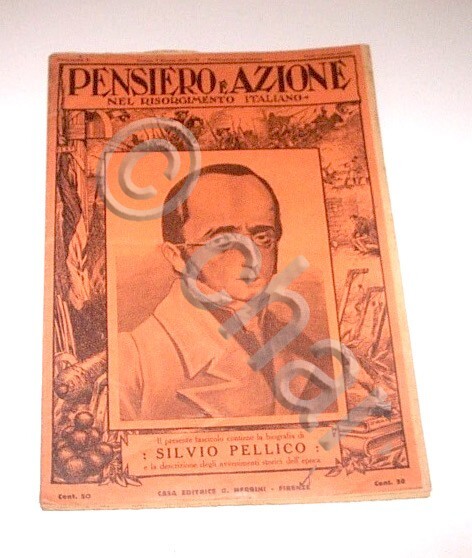 PENSIERO È AZIONE
NEL RISORGIMENTO ITALIANO
Il presente fascicolo contiene la biografia di
: SILVIO PELLICO :
e la descrizione degli avvenimenti storici dell'epoca
Cent. 50
Cent. 50
CASA EDITRICE G. NERBINI - FIRENZE
© char